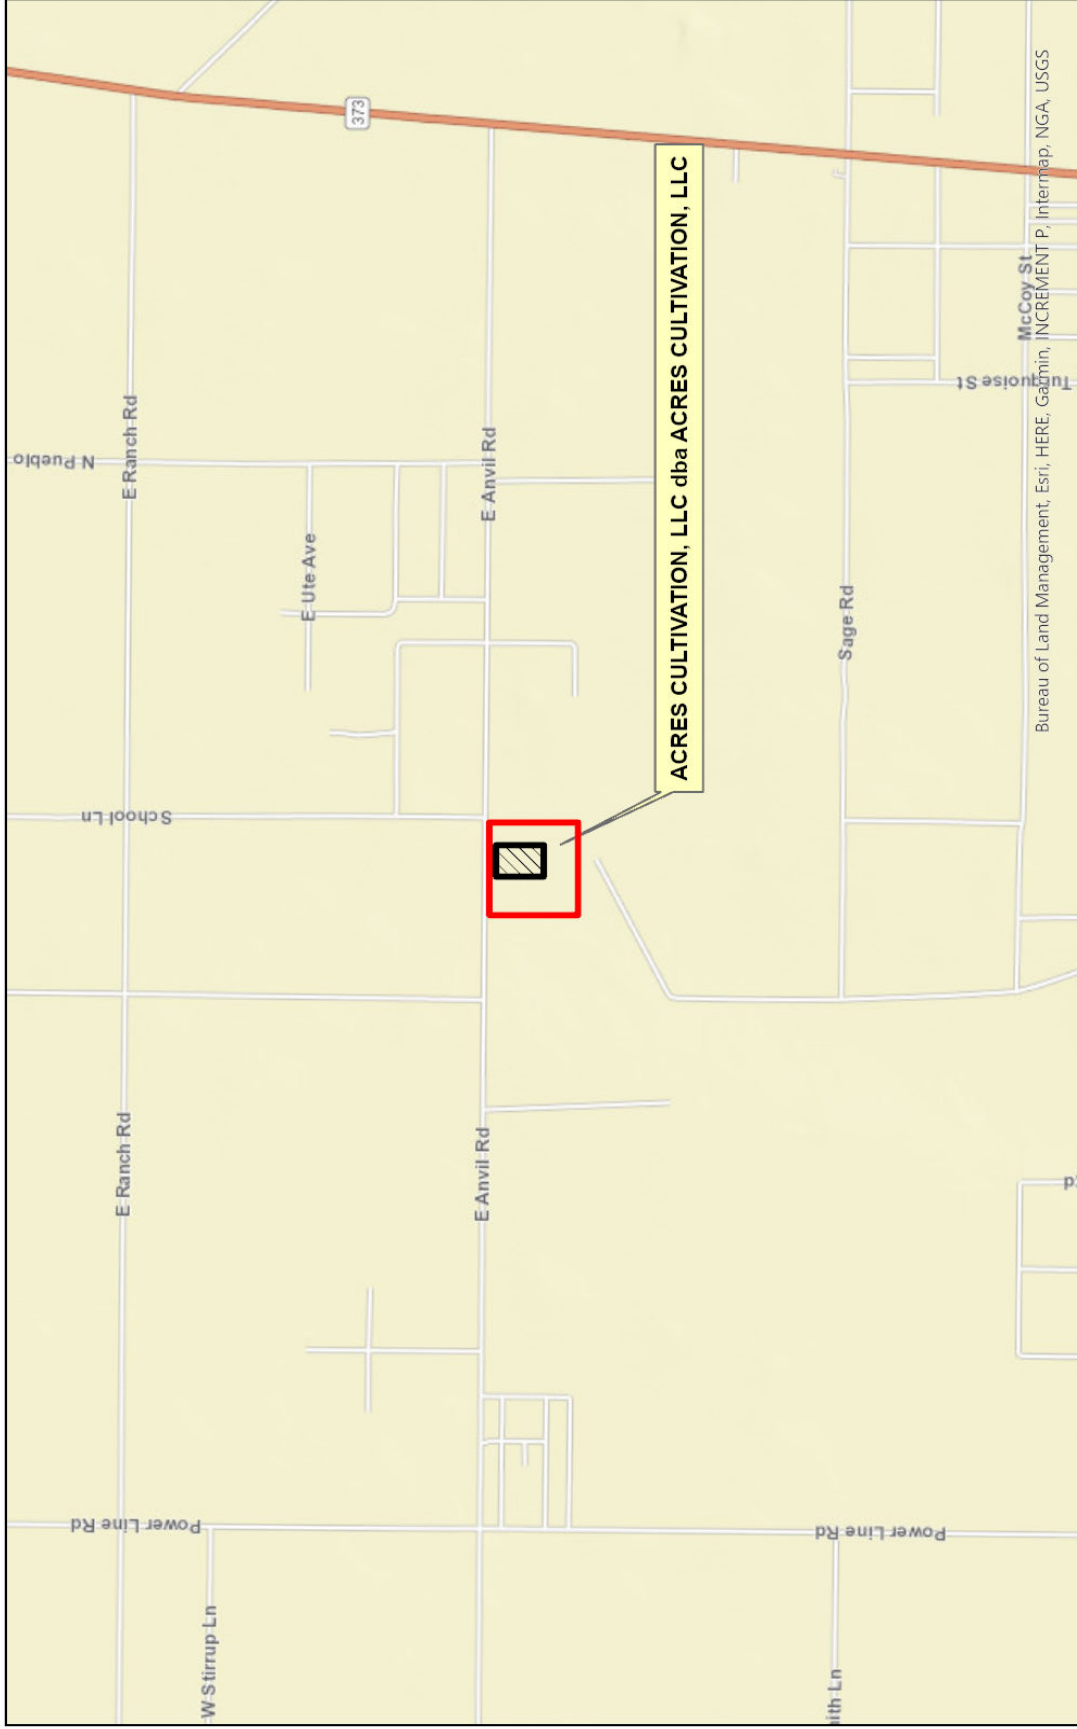 373
E Ranch Rd
N Pueblo
E Anvil Rd
E Ute Ave
School Ln
ACRES CULTIVATION, LLC dba ACRES CULTIVATION, LLC
Sage Rd
McCoy St
Turquoise St
E Ranch Rd
E Anvil Rd
Power Line Rd
Power Line Rd
W Stirrup Ln
ith Ln
Bureau of Land Management, Esri, HERE, Garmin, INCREMENT P, Intermap, NGA, USGS